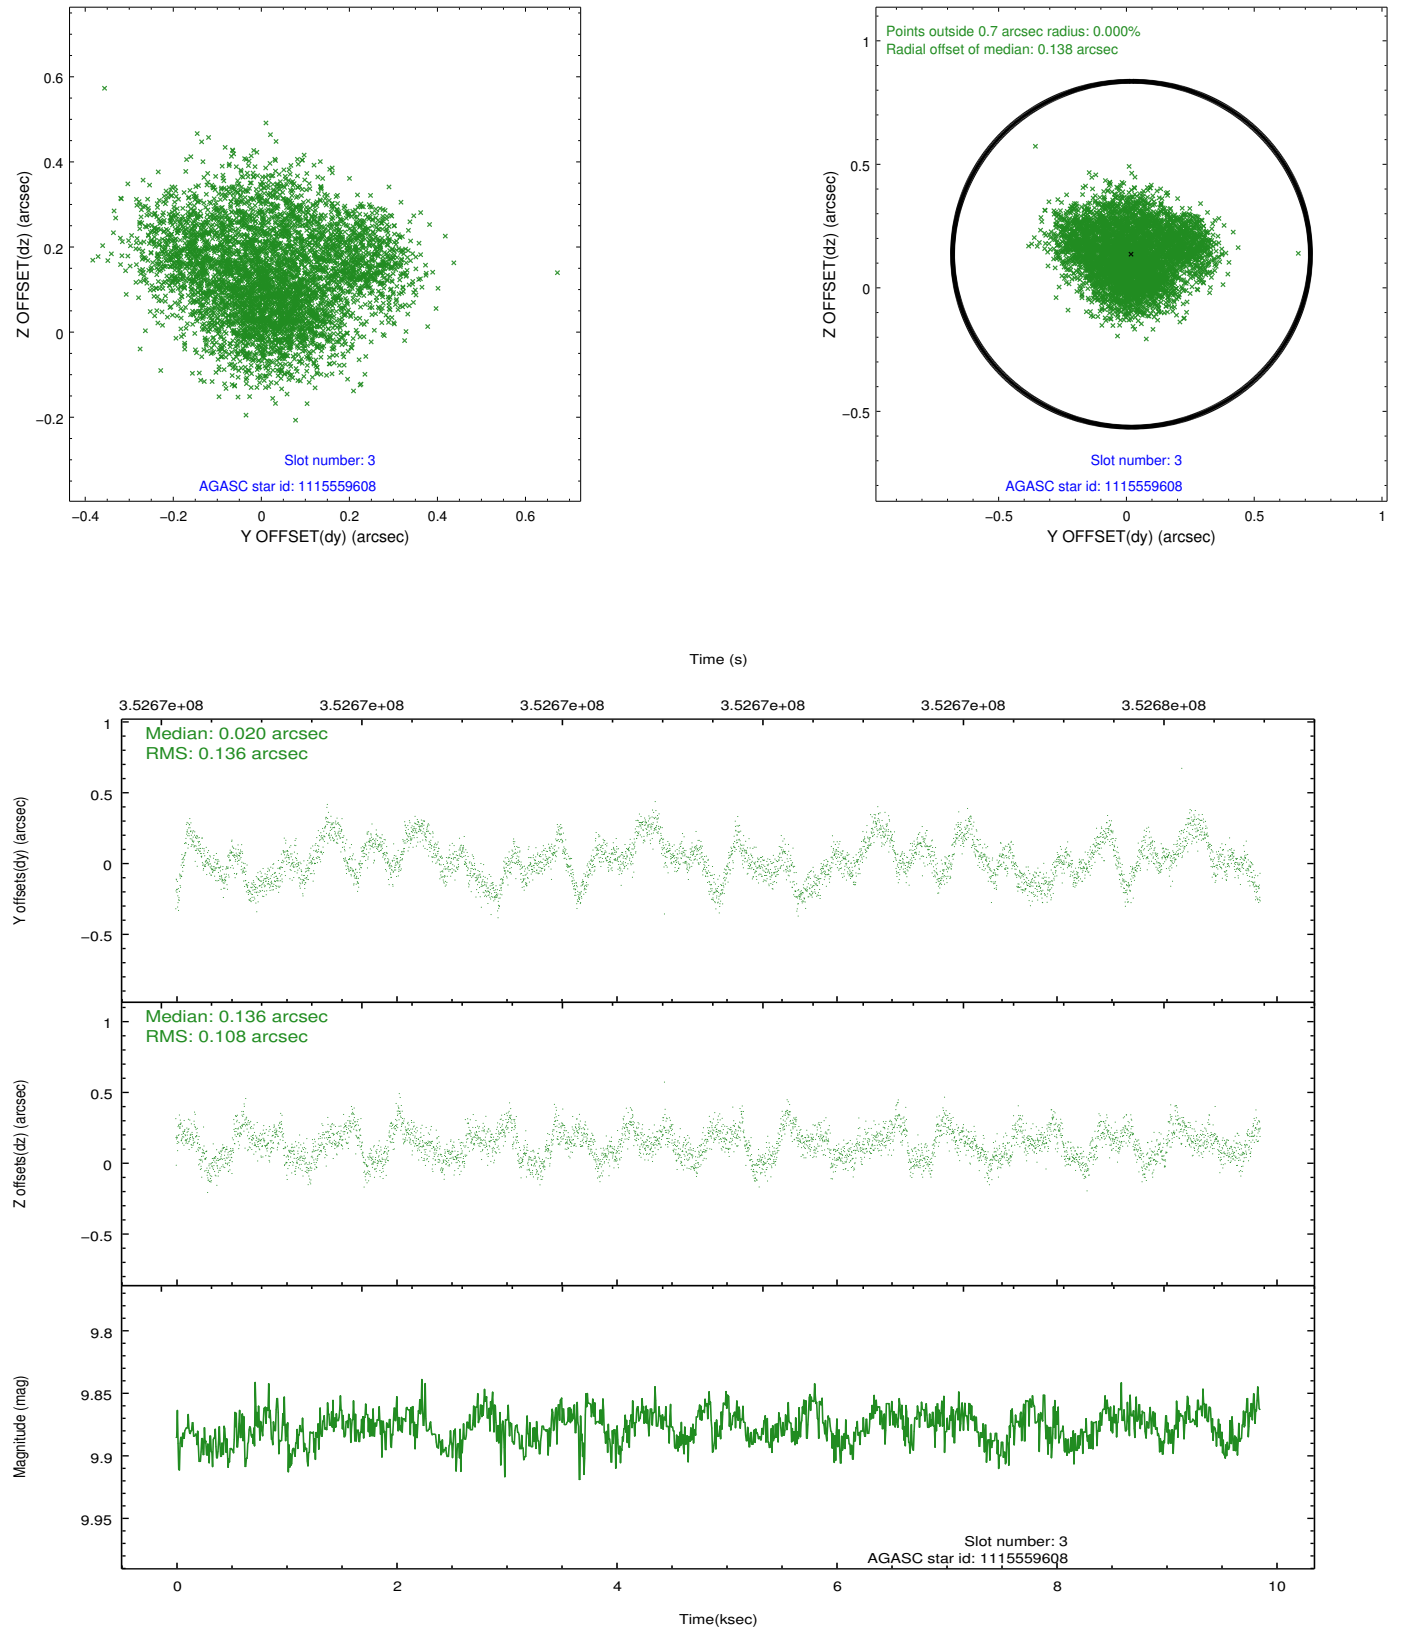 0.6
0.4
0.2
0
−0.2
Z OFFSET(dz) (arcsec)
Slot number: 3
AGASC star id: 1115559608
−0.4 −0.2 0 0.2 0.4 0.6
Y OFFSET(dy) (arcsec)
Points outside 0.7 arcsec radius: 0.000%
Radial offset of median: 0.138 arcsec
1
0.5
0
−0.5
Z OFFSET(dz) (arcsec)
Slot number: 3
AGASC star id: 1115559608
−0.5 0 0.5 1
Y OFFSET(dy) (arcsec)
Time (s)
3.5267e+08 3.5267e+08 3.5267e+08 3.5267e+08 3.5267e+08 3.5268e+08
Median: 0.020 arcsec
RMS: 0.136 arcsec
1
0.5
0
−0.5
Y offsets(dy) (arcsec)
Median: 0.136 arcsec
RMS: 0.108 arcsec
1
0.5
0
−0.5
Z offsets(dz) (arcsec)
9.8
9.85
9.9
9.95
Magnitude (mag)
Slot number: 3
AGASC star id: 1115559608
0 2 4 6 8 10
Time(ksec)